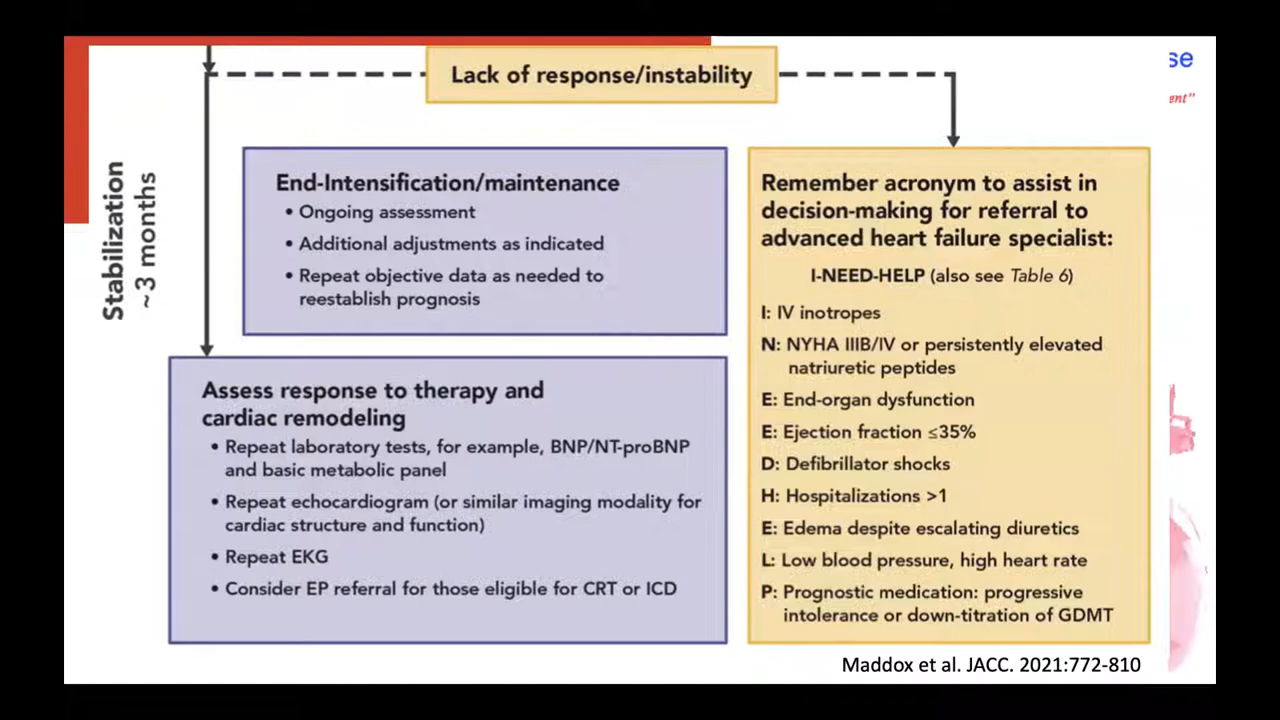 Lack of response/instability
se
gent”
Stabilization
~3 months
End-Intensification/maintenance
• Ongoing assessment
• Additional adjustments as indicated
• Repeat objective data as needed to
reestablish prognosis
Assess response to therapy and
cardiac remodeling
• Repeat laboratory tests, for example, BNP/NT-proBNP
and basic metabolic panel
• Repeat echocardiogram (or similar imaging modality for
cardiac structure and function)
• Repeat EKG
• Consider EP referral for those eligible for CRT or ICD
Remember acronym to assist in
decision-making for referral to
advanced heart failure specialist:
I-NEED-HELP (also see Table 6)
I: IV inotropes
N: NYHA IIIB/IV or persistently elevated
natriuretic peptides
E: End-organ dysfunction
E: Ejection fraction ≤35%
D: Defibrillator shocks
H: Hospitalizations >1
E: Edema despite escalating diuretics
L: Low blood pressure, high heart rate
P: Prognostic medication: progressive
intolerance or down-titration of GDMT
Maddox et al. JACC. 2021:772-810